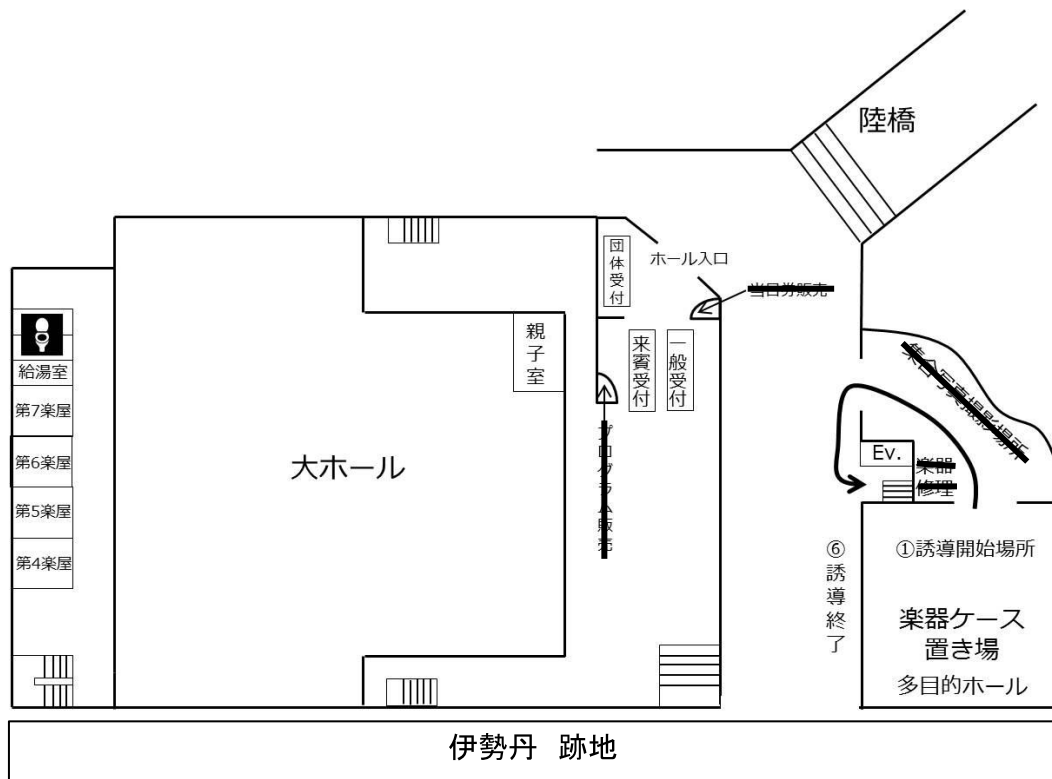 陸橋
団体受付
ホール入口
当日券販売
親子室
来賓受付
一般受付
集合写真撮影場所
給湯室
第7楽屋
第6楽屋
第5楽屋
第4楽屋
大ホール
プログラム販売
Ev.
楽器
修理
⑥誘導終了
①誘導開始場所
楽器ケース
置き場
多目的ホール
伊勢丹 跡地